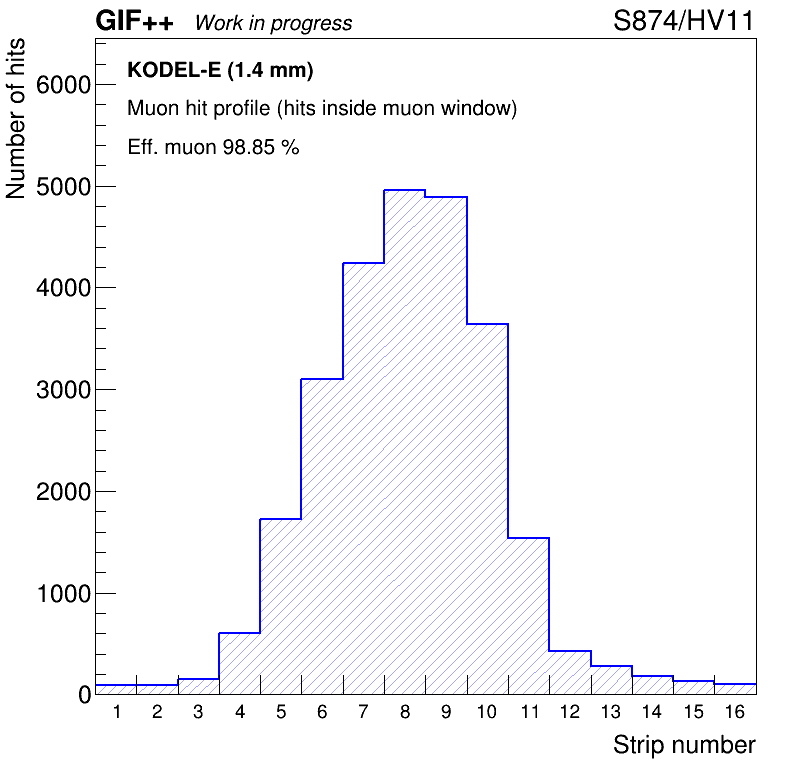 GIF++ Work in progress S874/HV11
Number of hits
KODEL-E (1.4 mm)
Muon hit profile (hits inside muon window)
Eff. muon 98.85 %
6000
5000
4000
3000
2000
1000
0
1 2 3 4 5 6 7 8 9 10 11 12 13 14 15 16
Strip number